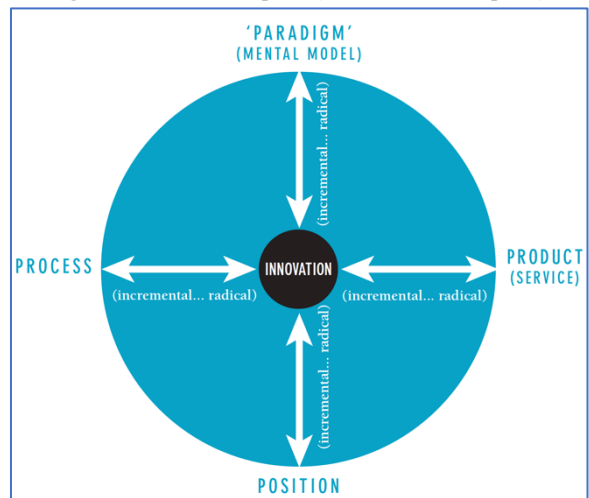 'PARADIGM'
(MENTAL MODEL)
(incremental... radical)
PROCESS
INNOVATION
PRODUCT
(SERVICE)
(incremental... radical)
(incremental... radical)
(incremental... radical)
POSITION